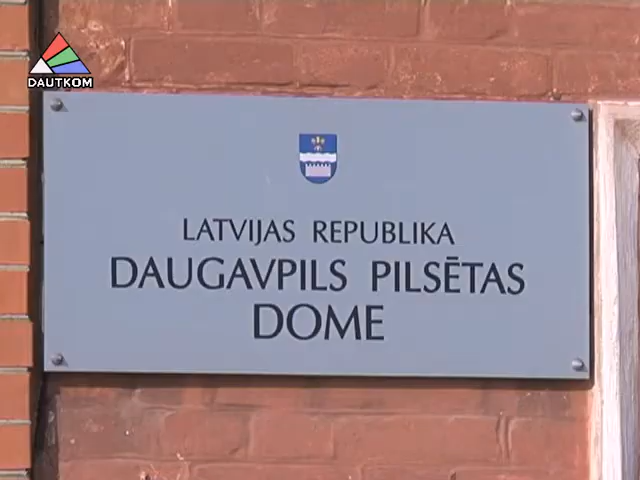 DAUTKOM
LATVIJAS REPUBLIKA
DAUGAVPILS PILSĒTAS
DOME